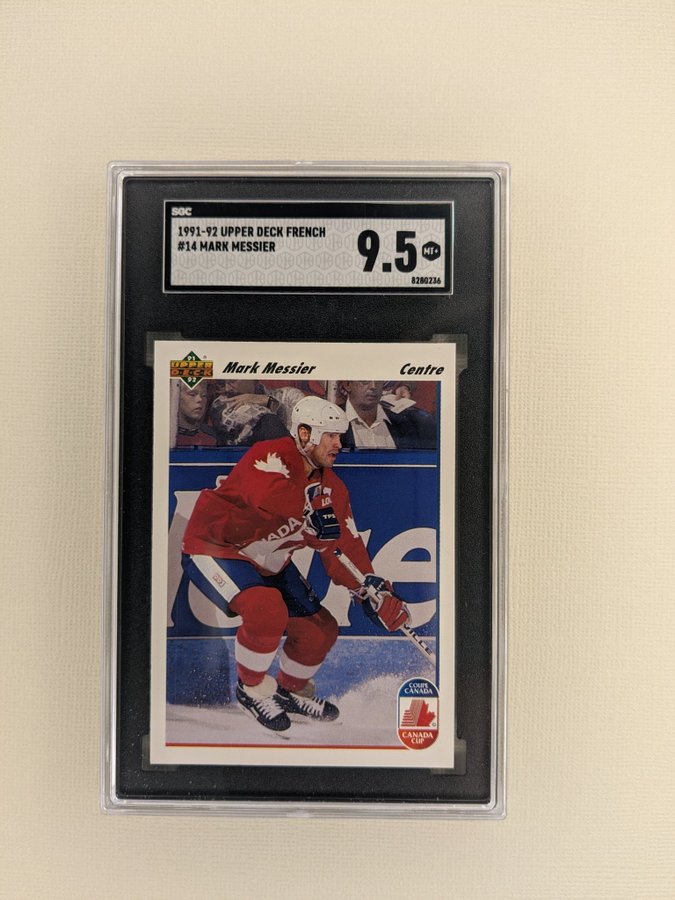 SGC
1991-92 UPPER DECK FRENCH
#14 MARK MESSIER
9.5 MT+
8280236
91
UPPER
DECK
92
Mark Messier
Centre
TPS
COUPE
CANADA
CANADA
CUP